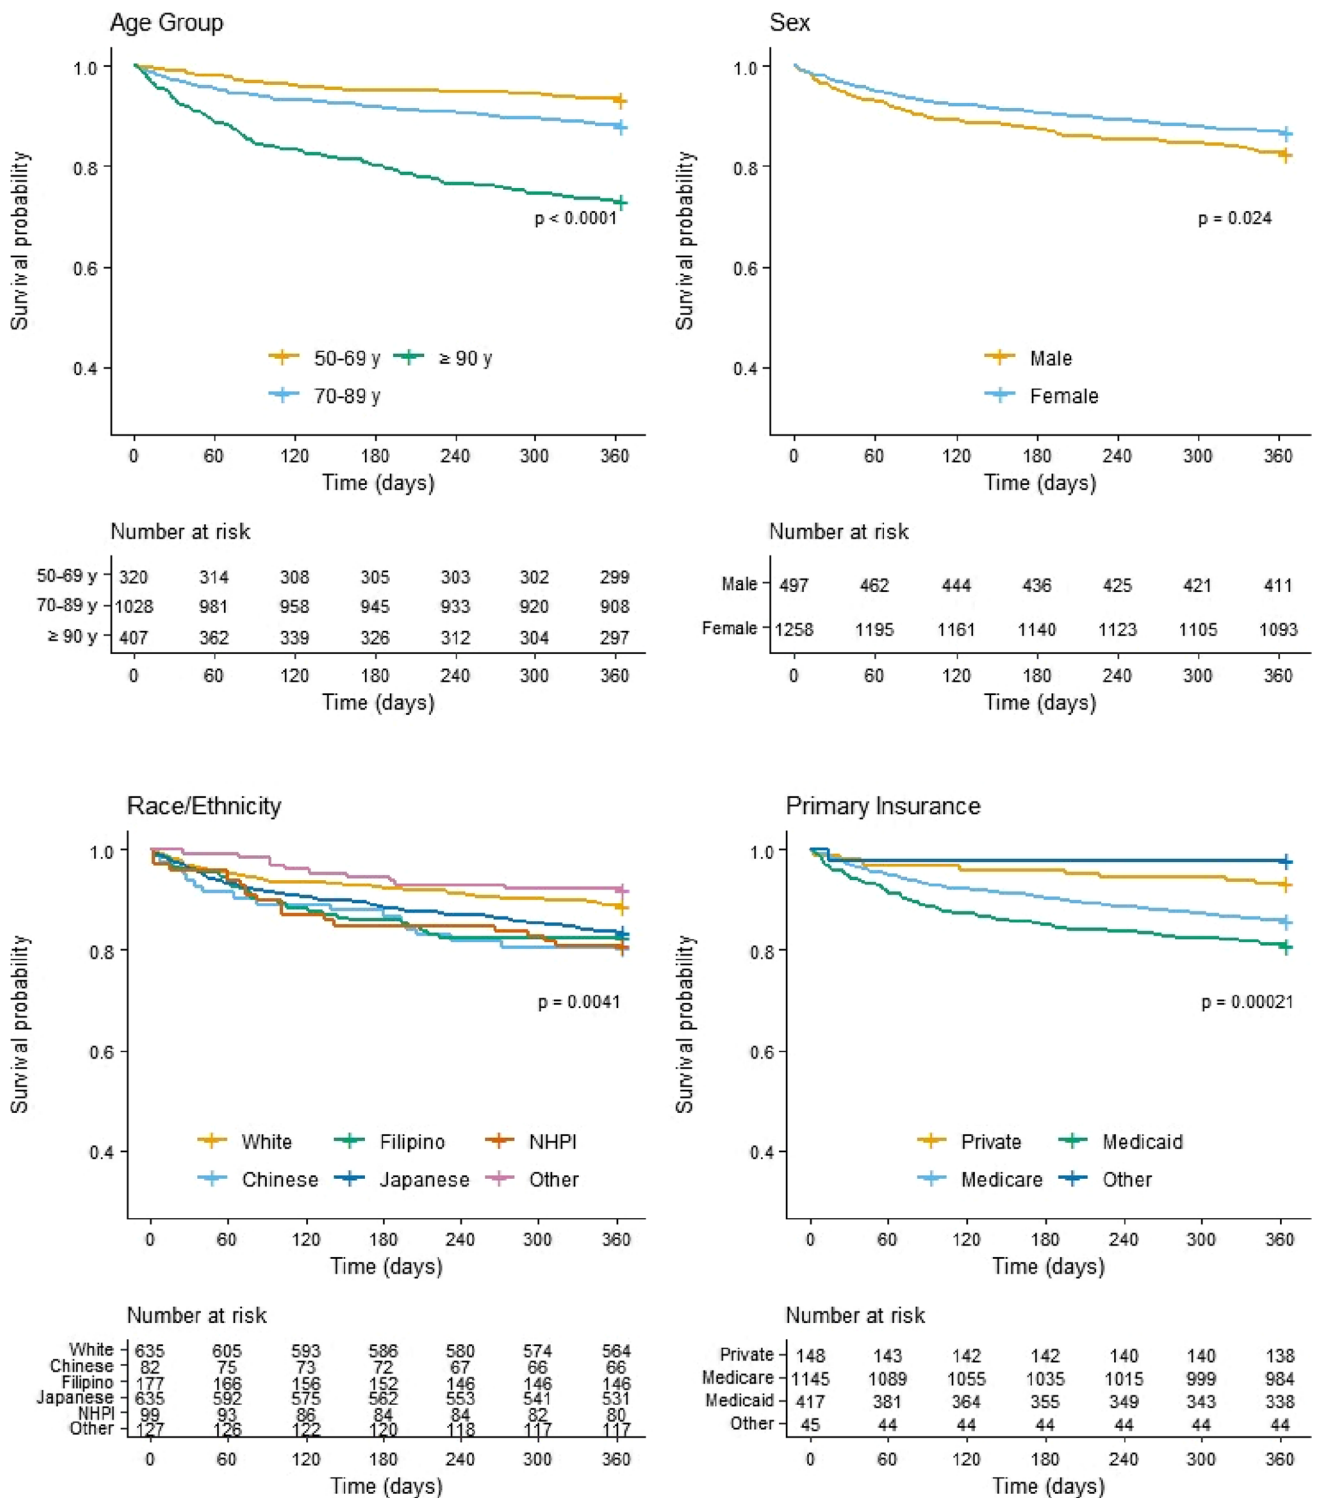 Age Group
Survival probability
1.0
0.8
0.6
0.4
p < 0.0001
50-69 y ≥ 90 y
70-89 y
0 60 120 180 240 300 360
Time (days)
Number at risk
50-69 y 320 314 308 305 303 302 299
70-89 y 1028 981 958 945 933 920 908
≥ 90 y 407 362 339 326 312 304 297
0 60 120 180 240 300 360
Time (days)
Sex
Survival probability
1.0
0.8
0.6
0.4
p = 0.024
Male
Female
0 60 120 180 240 300 360
Time (days)
Number at risk
Male 497 462 444 436 425 421 411
Female 1258 1195 1161 1140 1123 1105 1093
0 60 120 180 240 300 360
Time (days)
Race/Ethnicity
Survival probability
1.0
0.8
0.6
0.4
p = 0.0041
White Filipino NHPI
Chinese Japanese Other
0 60 120 180 240 300 360
Time (days)
Number at risk
White 635 605 593 586 580 574 564
Chinese 82 75 73 72 67 66 66
Filipino 177 166 156 152 146 146 146
Japanese 635 592 575 562 553 541 531
NHPI 99 93 86 84 84 82 80
Other 127 126 122 120 118 117 117
0 60 120 180 240 300 360
Time (days)
Primary Insurance
Survival probability
1.0
0.8
0.6
0.4
p = 0.00021
Private Medicaid
Medicare Other
0 60 120 180 240 300 360
Time (days)
Number at risk
Private 148 143 142 142 140 140 138
Medicare 1145 1089 1055 1035 1015 999 984
Medicaid 417 381 364 355 349 343 338
Other 45 44 44 44 44 44 44
0 60 120 180 240 300 360
Time (days)